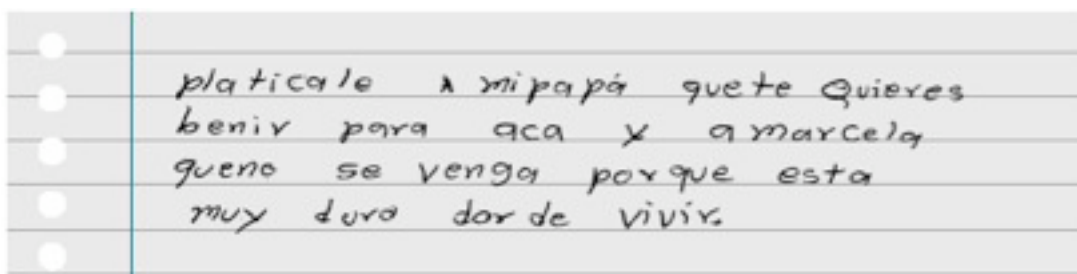 platicale a mi papá que te Quieres
benir para aca y a marcela
que no se venga porque esta
muy duro dor de vivir.